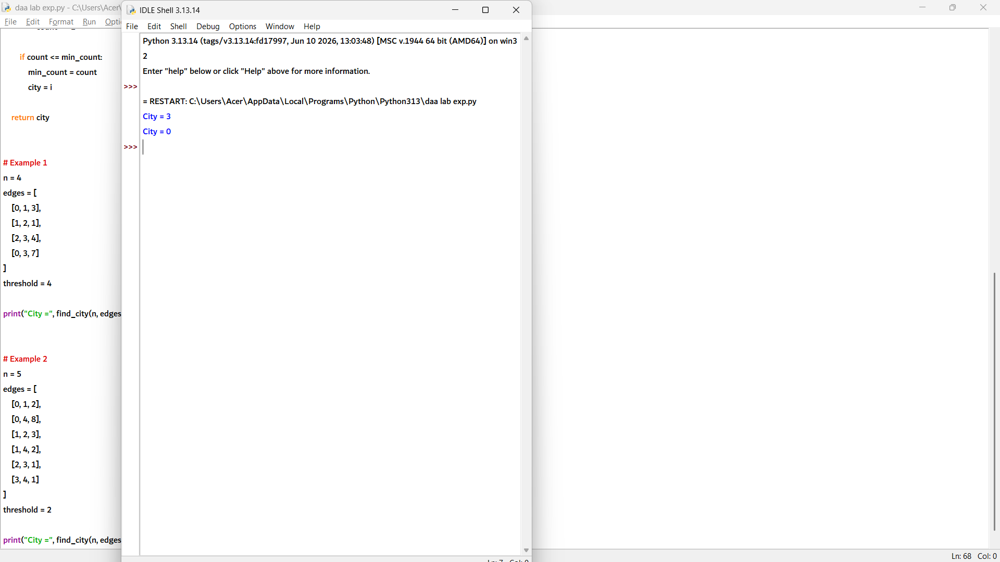 daa lab exp.py - C:\Users\Acer\
File Edit Format Run Opti
if count <= min_count:
min_count = count
city = i
return city
# Example 1
n = 4
edges = [
[0, 1, 3],
[1, 2, 1],
[2, 3, 4],
[0, 3, 7]
]
threshold = 4
print("City =", find_city(n, edges
# Example 2
n = 5
edges = [
[0, 1, 2],
[0, 4, 8],
[1, 2, 3],
[1, 4, 2],
[2, 3, 1],
[3, 4, 1]
]
threshold = 2
print("City =", find_city(n, edges
IDLE Shell 3.13.14
File Edit Shell Debug Options Window Help
Python 3.13.14 (tags/v3.13.14:fd17997, Jun 10 2026, 13:03:48) [MSC v.1944 64 bit (AMD64)] on win3
2
Enter "help" below or click "Help" above for more information.
>>>
= RESTART: C:\Users\Acer\AppData\Local\Programs\Python\Python313\daa lab exp.py
City = 3
City = 0
>>>
Ln: 7 Col: 0
Ln: 68 Col: 0